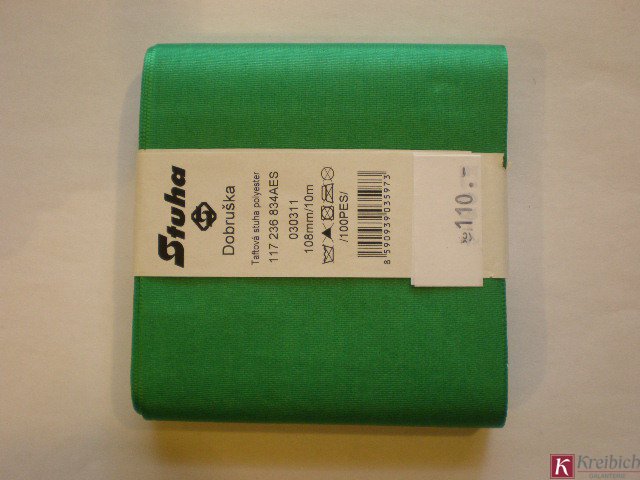 Stuha
Dobruška
Taftová stuha polyester
117 236 834AES
030311
108mm/10m
/100PES/
8 590939 035973
110.-
K Kreibich
GALANTERIE